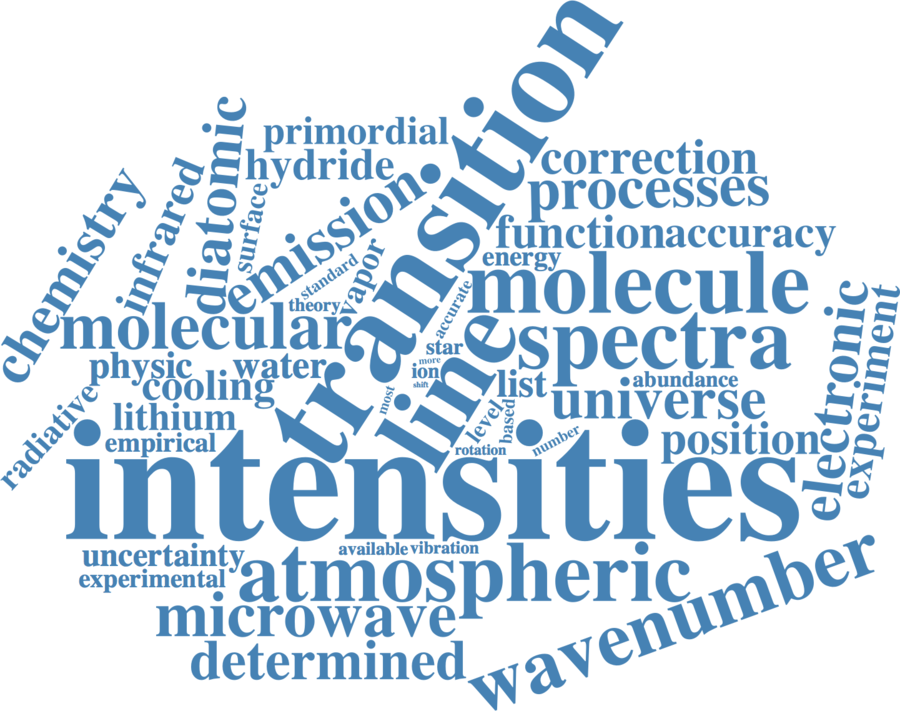 transition
primordial
hydride
diatomic
correction
processes
infrared
surface
emission
chemistry
function
accuracy
standard
vapor
energy
molecule
theory
accurate
molecular
line
spectra
electronic
experiment
star
more
physic
water
ion
shift
list
abundance
cooling
universe
most
level
based
radiative
lithium
empirical
rotation
number
position
intensities
uncertainty
available
vibration
atmospheric
experimental
microwave
wavenumber
determined